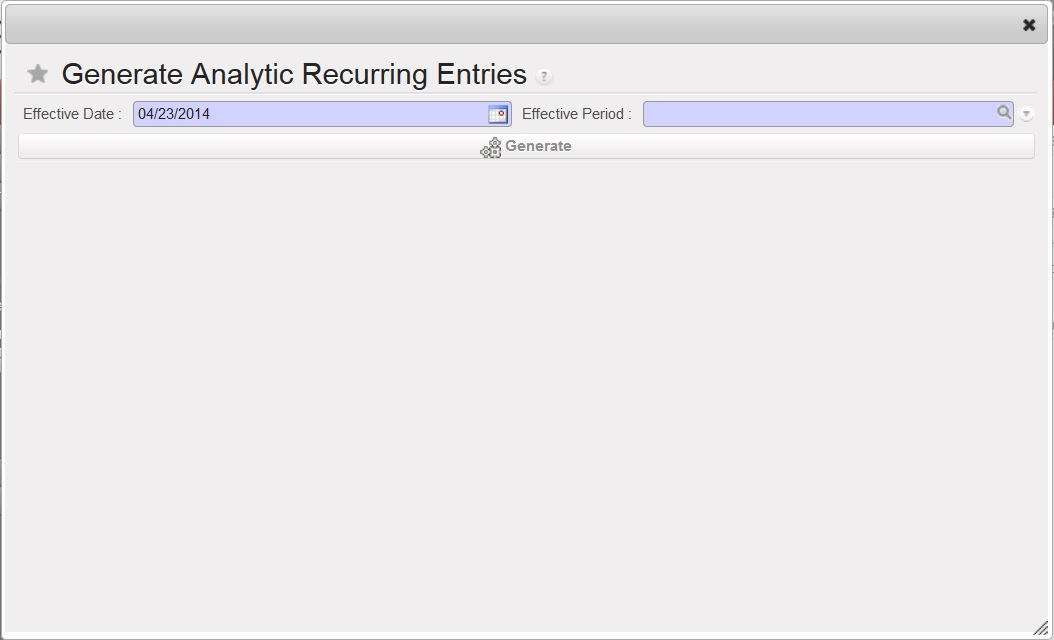 Generate Analytic Recurring Entries ?
Effective Date : 04/23/2014 Effective Period :
Generate